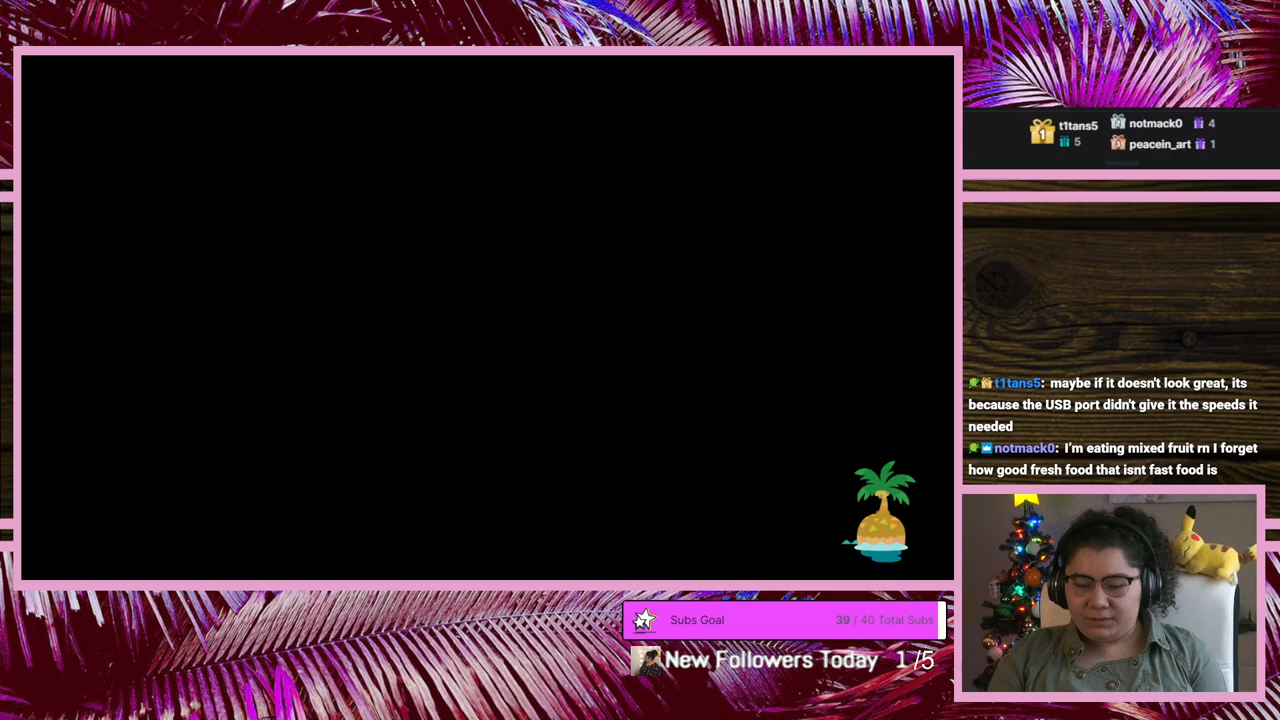 t1tans5
5
notmack0 4
peacein_art 1
t1tans5: maybe if it doesn't look great, its
because the USB port didn't give it the speeds it
needed
notmack0: I'm eating mixed fruit rn I forget
how good fresh food that isnt fast food is
Subs Goal 39 / 40 Total Subs
New Followers Today 1 /5